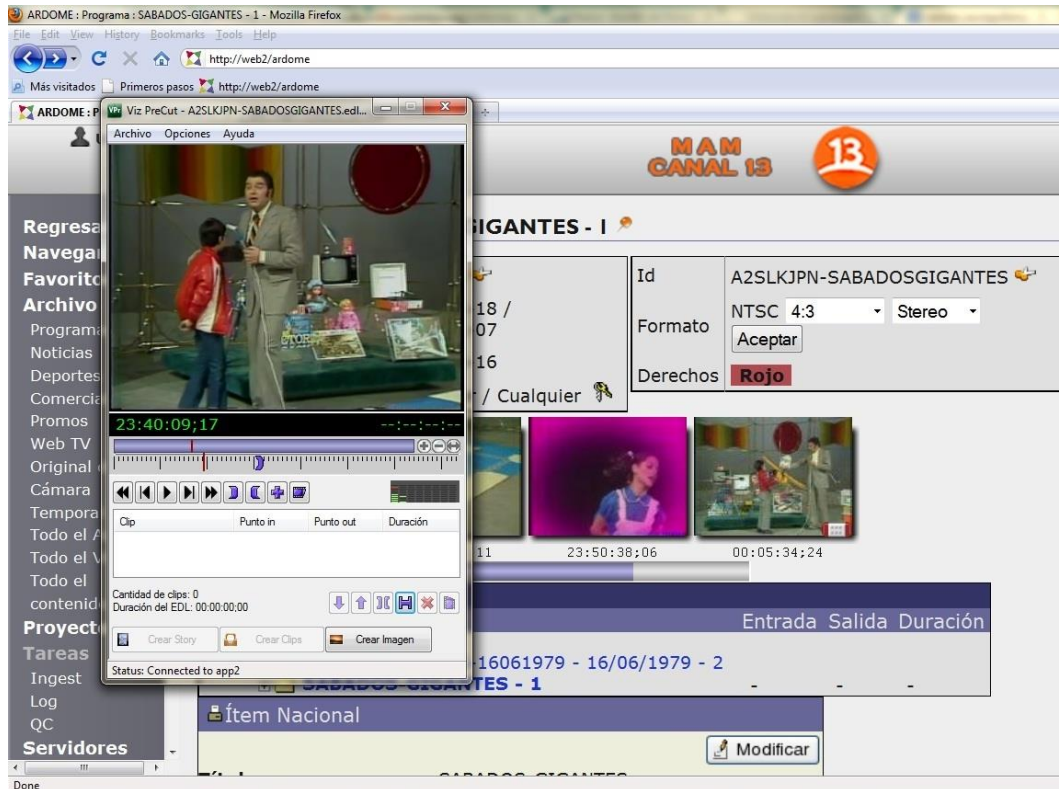 ARDOME : Programa : SABADOS-GIGANTES - 1 - Mozilla Firefox
File Edit View History Bookmarks Tools Help
http://web2/ardome
Más visitados Primeros pasos http://web2/ardome
ARDOME : P
Viz PreCut - A2SLKJPN-SABADOSGIGANTES.edl...
Archivo Opciones Ayuda
MAM
CANAL 13
13
Regresa
Navega
Favorito
Archivo
Programa
Noticias
Deportes
Comercia
Promos
Web TV
Original
Cámara
Tempora
Todo el A
Todo el V
Todo el
contenid
Proyect
Tareas
Ingest
Log
QC
Servidores
23:40:09;17 --:--:--:--
Clip Punto in Punto out Duración
Cantidad de clips: 0
Duración del EDL: 00:00:00;00
Crear Story Crear Clips Crear Imagen
Status: Connected to app2
IGANTES - 1
18 /
07
16
/ Cualquier
Id A2SLKJPN-SABADOSGIGANTES
Formato NTSC 4:3 Stereo
Aceptar
Derechos Rojo
11 23:50:38;06 00:05:34;24
Entrada Salida Duración
-16061979 - 16/06/1979 - 2
SABADOS-GIGANTES - 1 - - -
Ítem Nacional
Modificar
SABADOS-GIGANTES
Done